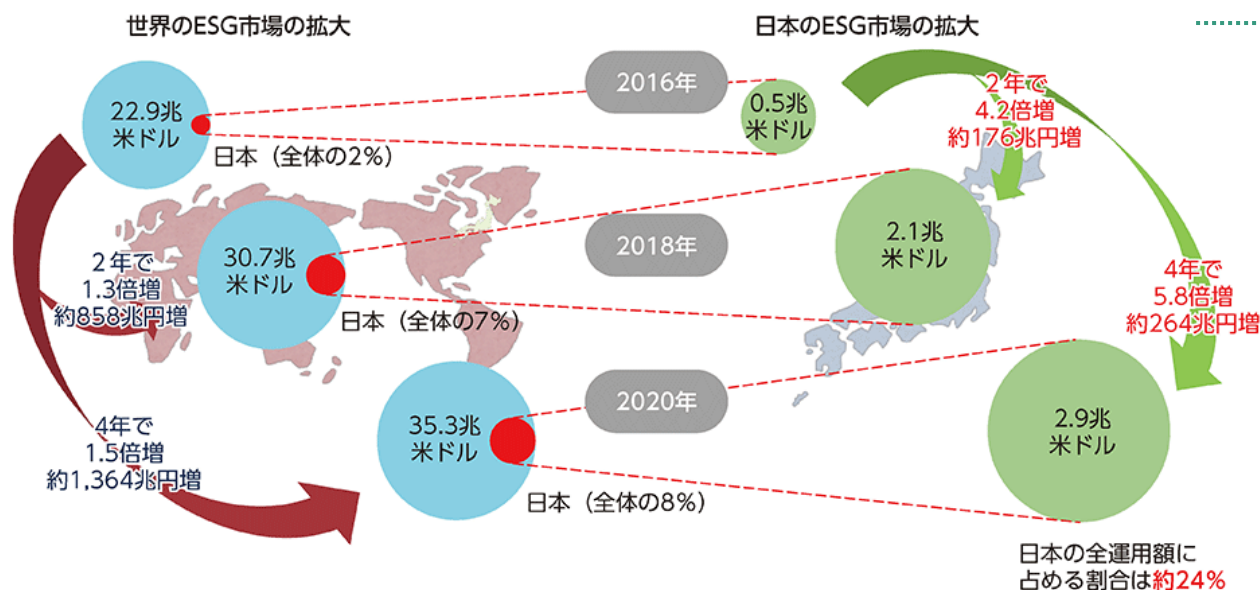 世界のESG市場の拡大
日本のESG市場の拡大
22.9兆
米ドル
日本（全体の2%）
2016年
0.5兆
米ドル
2年で
4.2倍増
約176兆円増
30.7兆
米ドル
日本（全体の7%）
2018年
2.1兆
米ドル
2年で
1.3倍増
約858兆円増
4年で
5.8倍増
約264兆円増
35.3兆
米ドル
日本（全体の8%）
2020年
2.9兆
米ドル
4年で
1.5倍増
約1,364兆円増
日本の全運用額に
占める割合は約24%